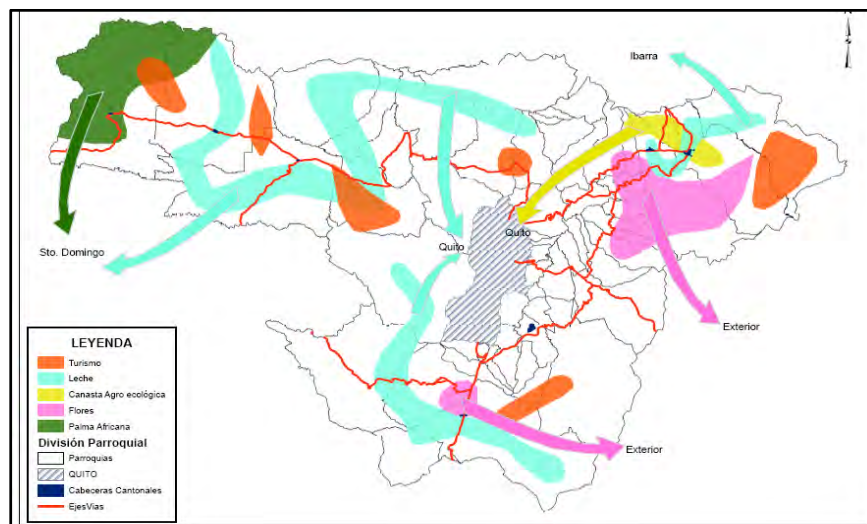 Ibarra
Sto. Domingo
Quito
Quito
Exterior
Exterior
LEYENDA
Turismo
Leche
Canasta Agro ecológica
Flores
Palma Africana
División Parroquial
Parroquias
QUITO
Cabeceras Cantonales
EjesVias